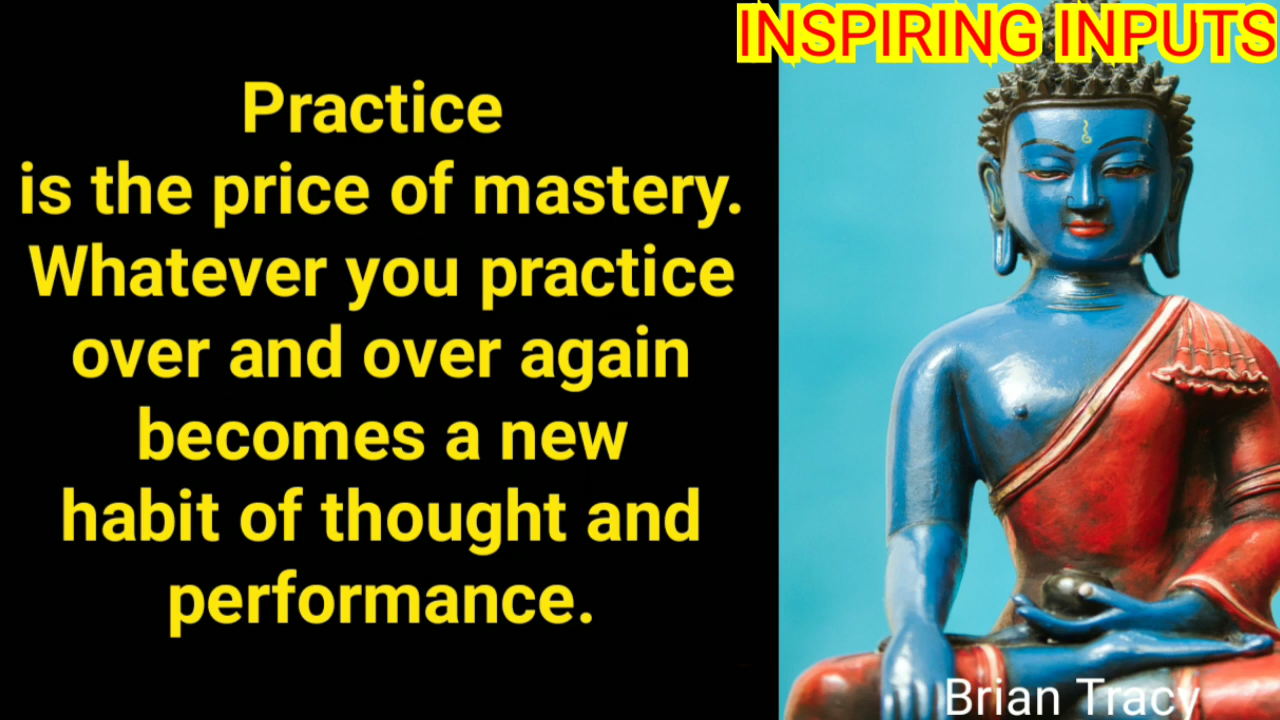 INSPIRING INPUTS
Practice
is the price of mastery.
Whatever you practice
over and over again
becomes a new
habit of thought and
performance.
Brian Tracy